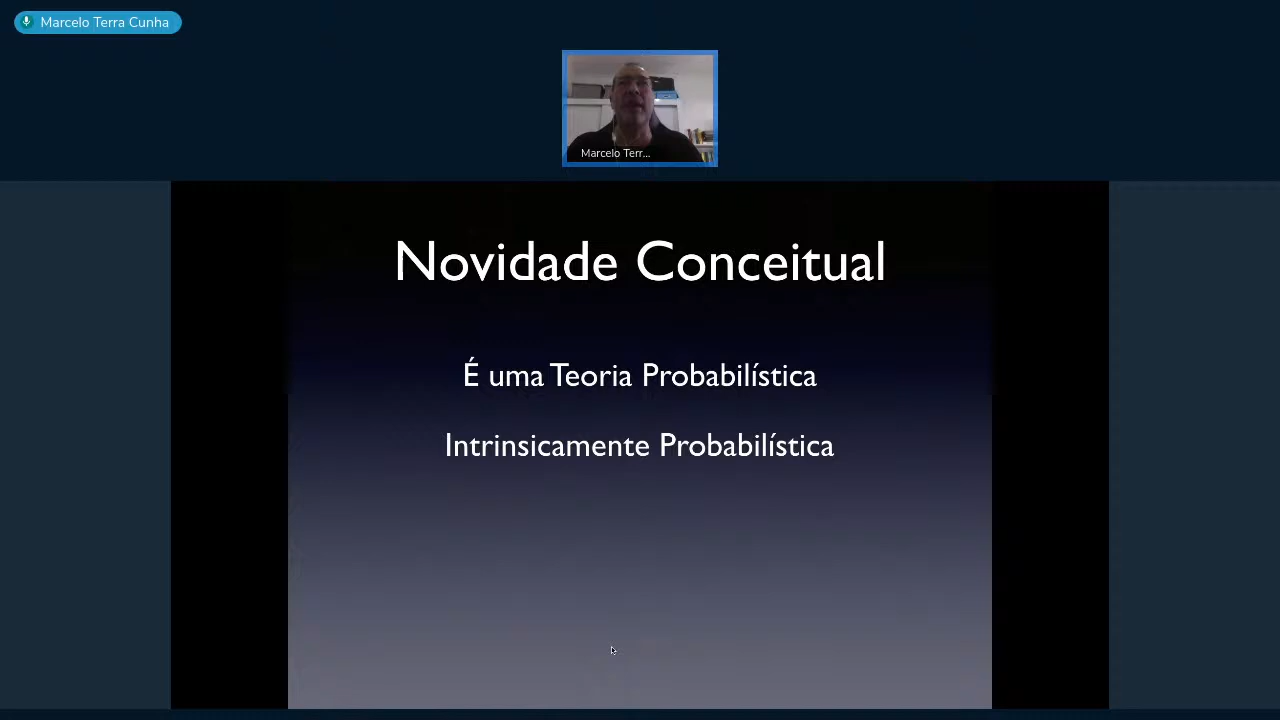 Marcelo Terra Cunha
Marcelo Terr...
Novidade Conceitual
É uma Teoria Probabilística
Intrinsicamente Probabilística